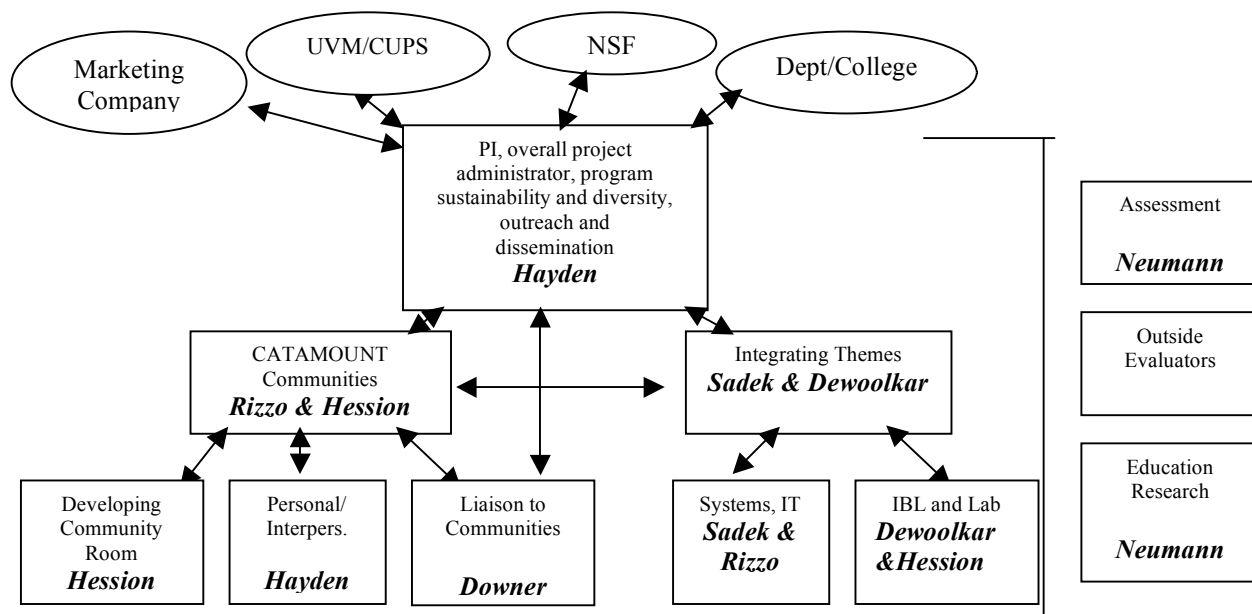 Marketing
Company
UVM/CUPS
NSF
Dept/College
PI, overall project
administrator, program
sustainability and diversity,
outreach and
dissemination
Hayden
CATAMOUNT
Communities
Rizzo & Hession
Integrating Themes
Sadek & Dewoolkar
Developing
Community
Room
Hession
Personal/
Interpers.
Hayden
Liaison to
Communities
Downer
Systems, IT
Sadek &
Rizzo
IBL and Lab
Dewoolkar
&Hession
Assessment
Neumann
Outside
Evaluators
Education
Research
Neumann